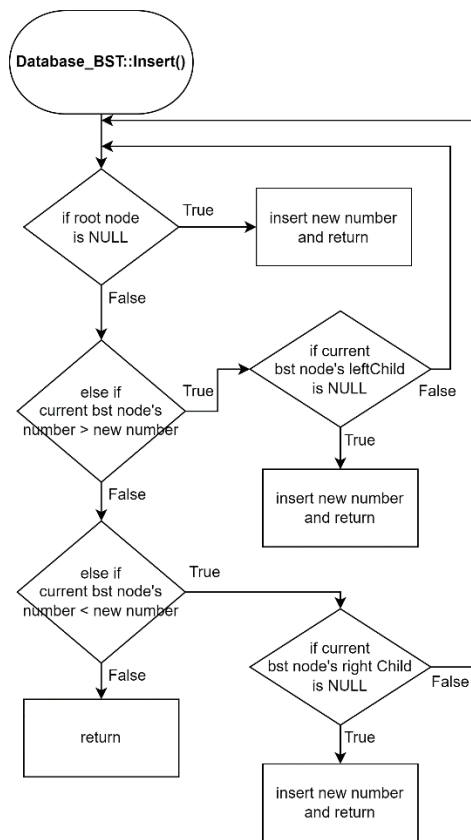 Database_BST::Insert()
if root node
is NULL
True
insert new number
and return
False
else if
current bst node's
number > new number
True
if current
bst node's leftChild
is NULL
False
True
insert new number
and return
False
else if
current bst node's
number < new number
True
if current
bst node's right Child
is NULL
False
True
insert new number
and return
False
return